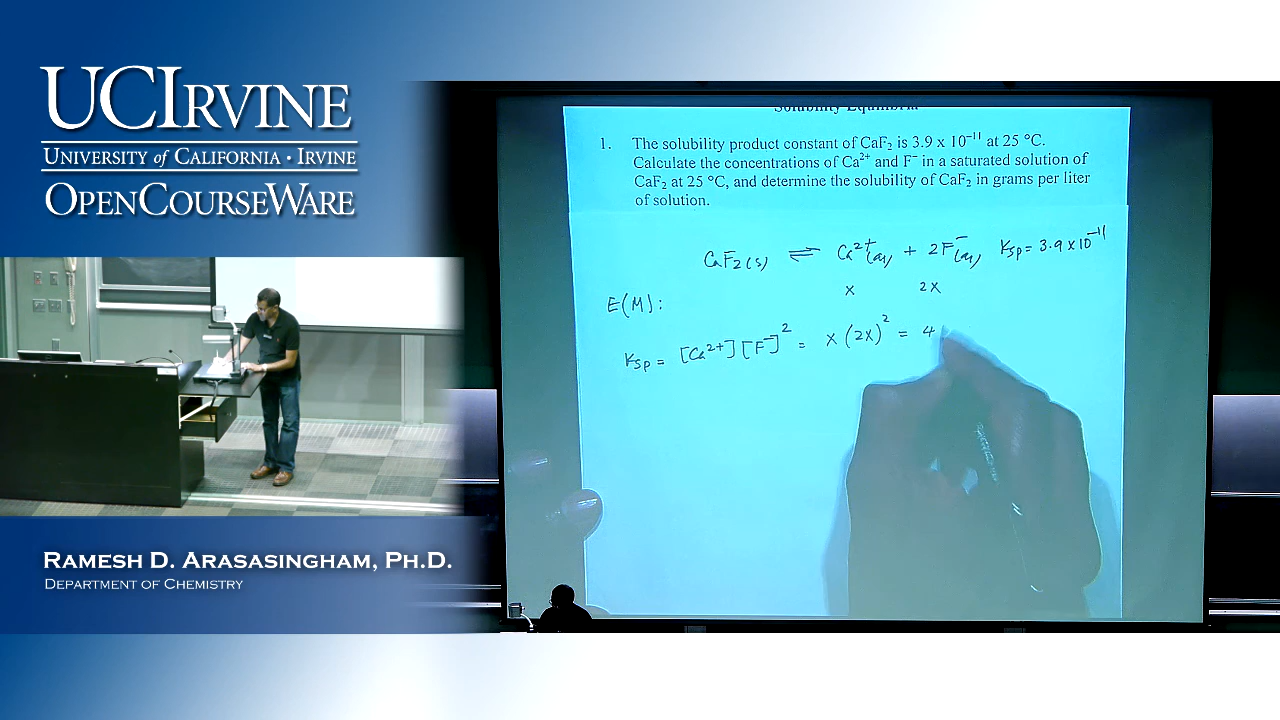 UCIRVINE
UNIVERSITY of CALIFORNIA · IRVINE
OPENCOURSEWARE
RAMESH D. ARASASINGHAM, PH.D.
DEPARTMENT OF CHEMISTRY
Solubility Equilibria
1. The solubility product constant of CaF₂ is 3.9 x 10⁻¹¹ at 25 °C.
Calculate the concentrations of Ca²⁺ and F⁻ in a saturated solution of
CaF₂ at 25 °C, and determine the solubility of CaF₂ in grams per liter
of solution.
CaF₂(s) ⇌ Ca²⁺(aq) + 2F⁻(aq) Ksp = 3.9 x 10⁻¹¹
E(M): x 2x
Ksp = [Ca²⁺][F⁻]² = x(2x)² = 4